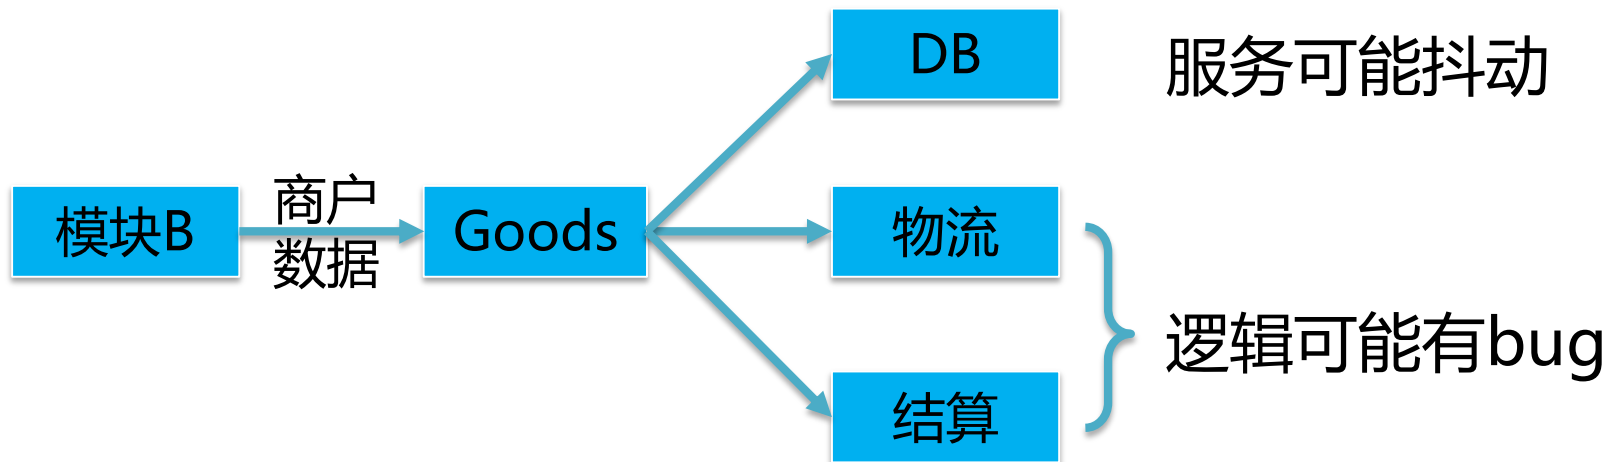 DB
服务可能抖动
模块B
商户
数据
Goods
物流
逻辑可能有bug
结算